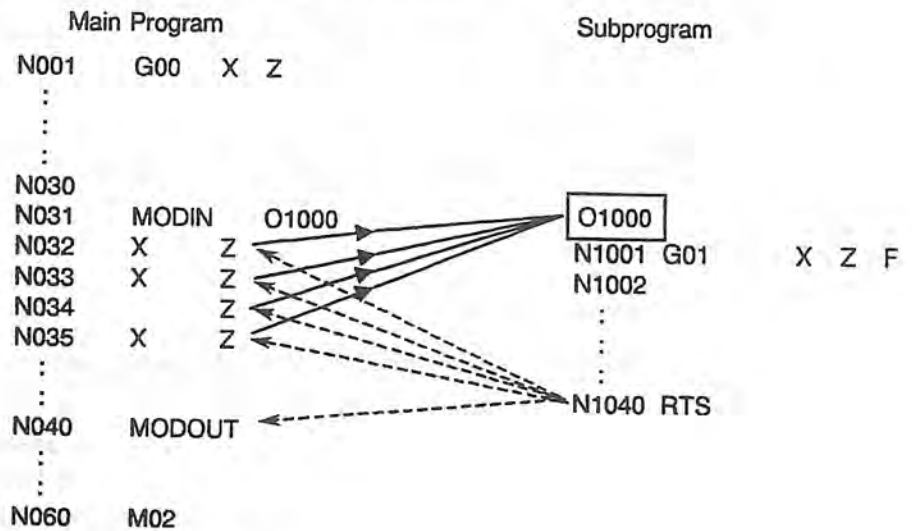 Main Program
Subprogram
N001 G00 X Z
N030
N031 MODIN O1000
O1000
N032 X Z
N1001 G01 X Z F
N033 X Z
N1002
N034 Z
N035 X Z
N1040 RTS
N040 MODOUT
N060 M02